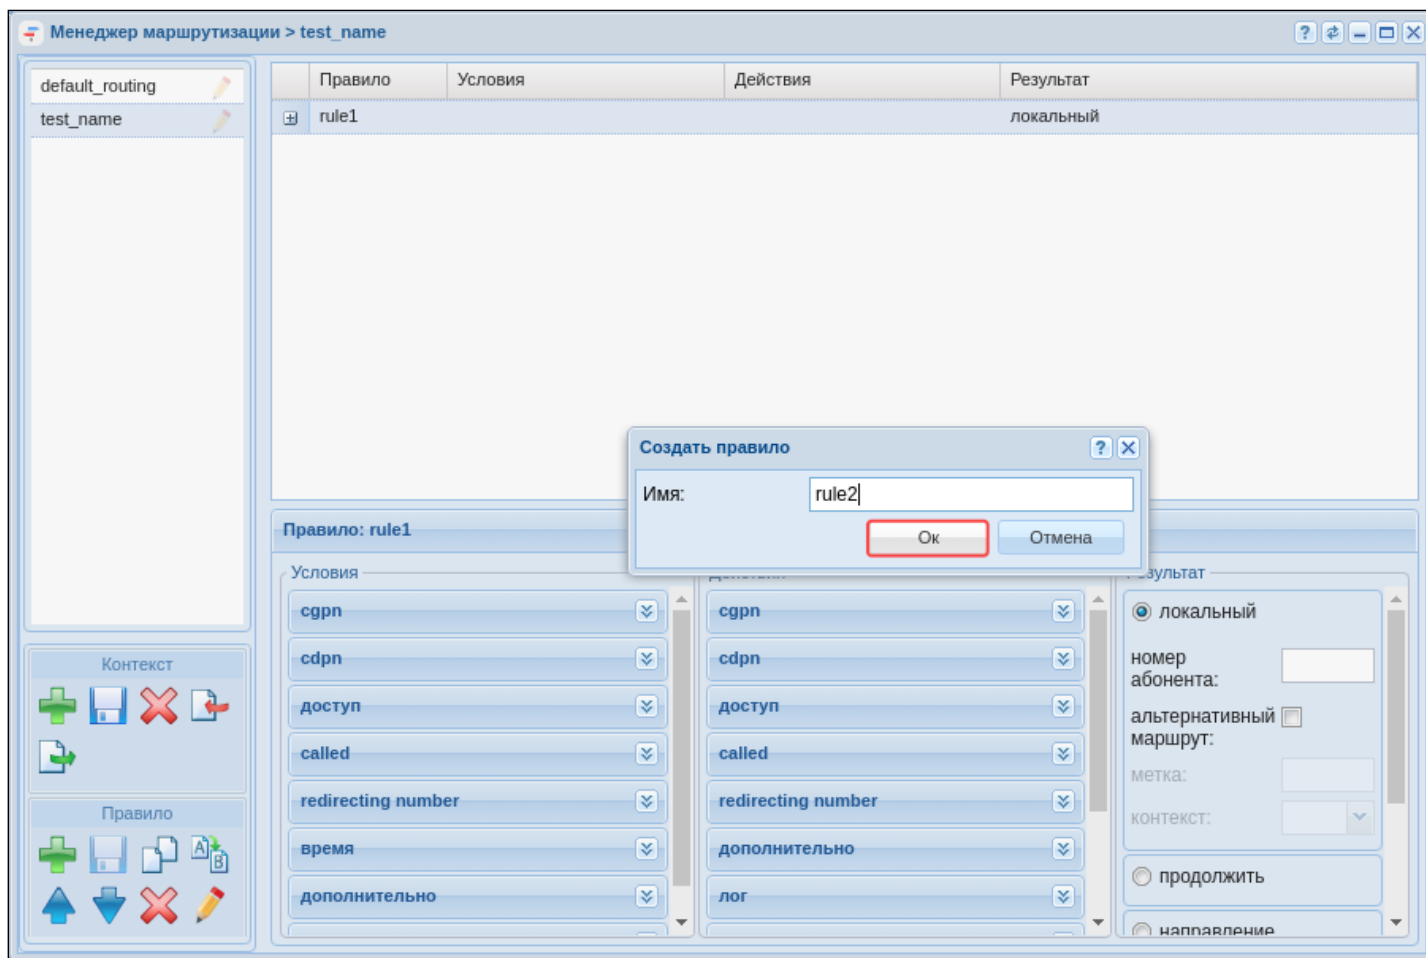 Менеджер маршрутизации > test_name
default_routing
test_name
Правило Условия Действия Результат
rule1 локальный
Создать правило
Имя: rule2
Ок Отмена
Правило: rule1
Условия
cgpn
cdpn
доступ
called
redirecting number
время
дополнительно
cgpn
cdpn
доступ
called
redirecting number
дополнительно
лог
локальный
номер
абонента:
альтернативный
маршрут:
метка:
контекст:
продолжить
направление
Контекст
Правило